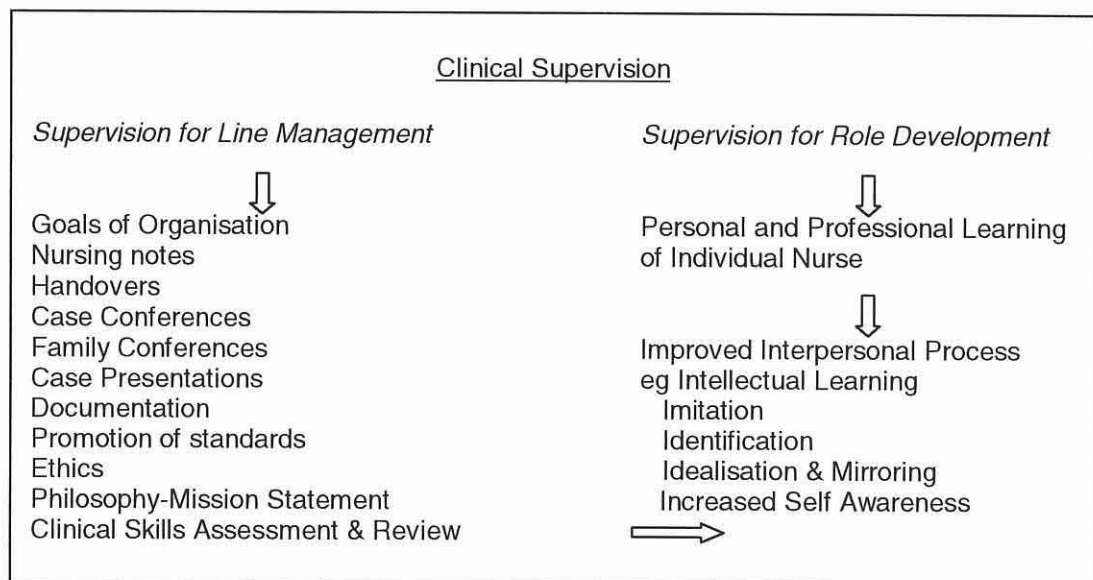 Clinical Supervision
Supervision for Line Management
Goals of Organisation
Nursing notes
Handovers
Case Conferences
Family Conferences
Case Presentations
Documentation
Promotion of standards
Ethics
Philosophy-Mission Statement
Clinical Skills Assessment & Review
Supervision for Role Development
Personal and Professional Learning
of Individual Nurse
Improved Interpersonal Process
eg Intellectual Learning
Imitation
Identification
Idealisation & Mirroring
Increased Self Awareness